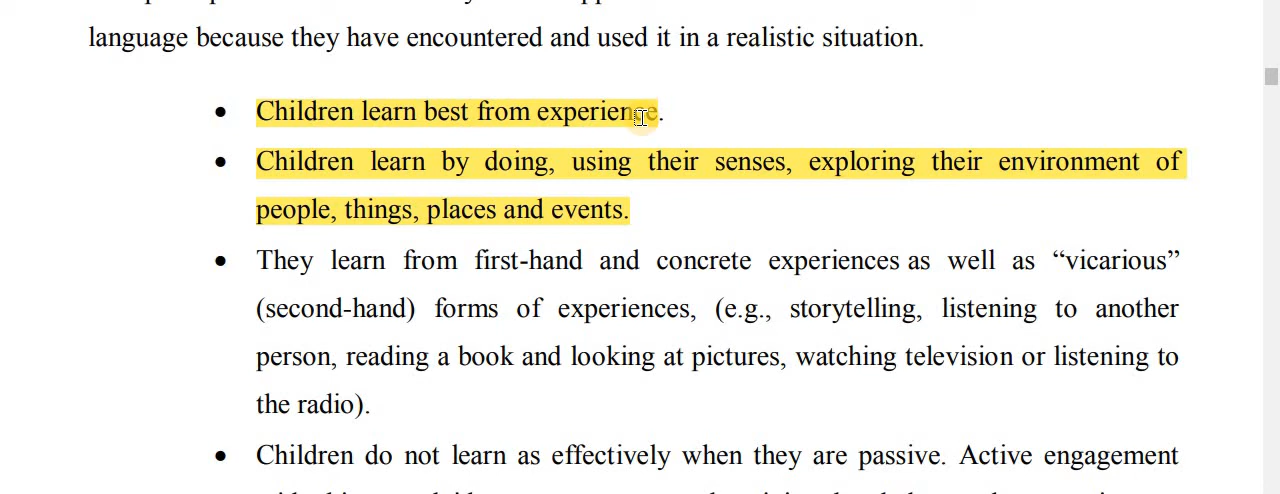 language because they have encountered and used it in a realistic situation.
• Children learn best from experience.
• Children learn by doing, using their senses, exploring their environment of
people, things, places and events.
• They learn from first-hand and concrete experiences as well as “vicarious”
(second-hand) forms of experiences, (e.g., storytelling, listening to another
person, reading a book and looking at pictures, watching television or listening to
the radio).
• Children do not learn as effectively when they are passive. Active engagement